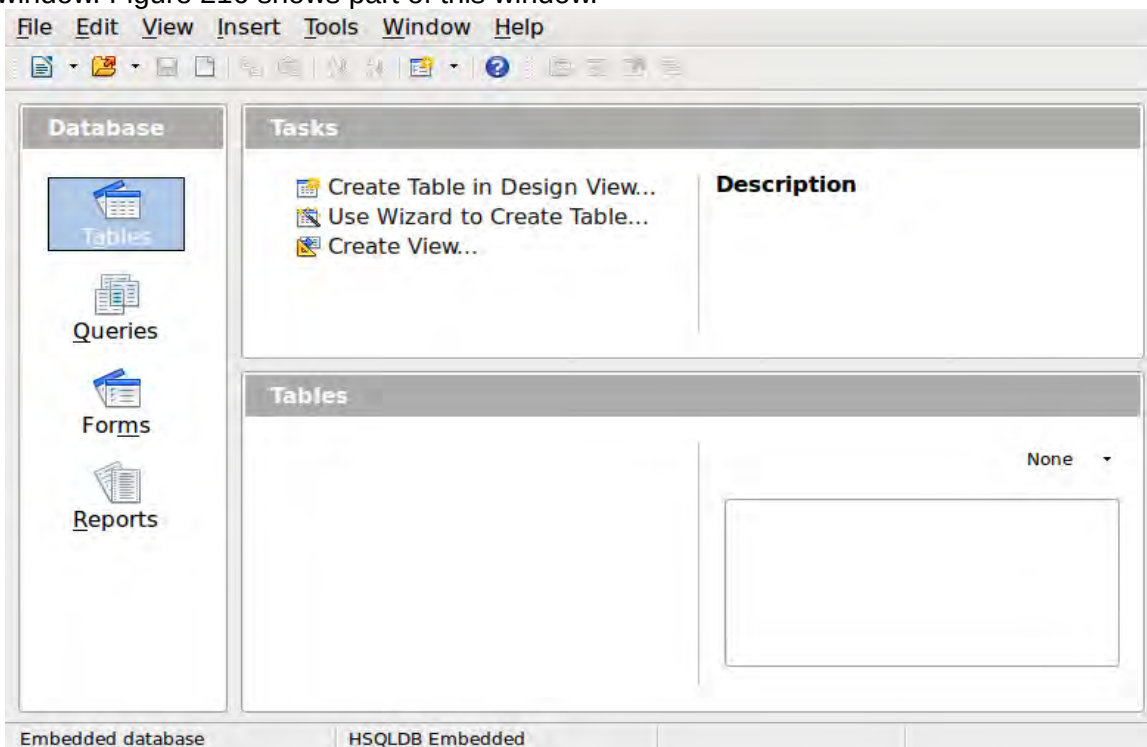 window. Figure 210 shows part of this window.
File Edit View Insert Tools Window Help
Database
Tables
Queries
Forms
Reports
Tasks
Create Table in Design View...
Use Wizard to Create Table...
Create View...
Description
Tables
None
Embedded database HSQLDB Embedded